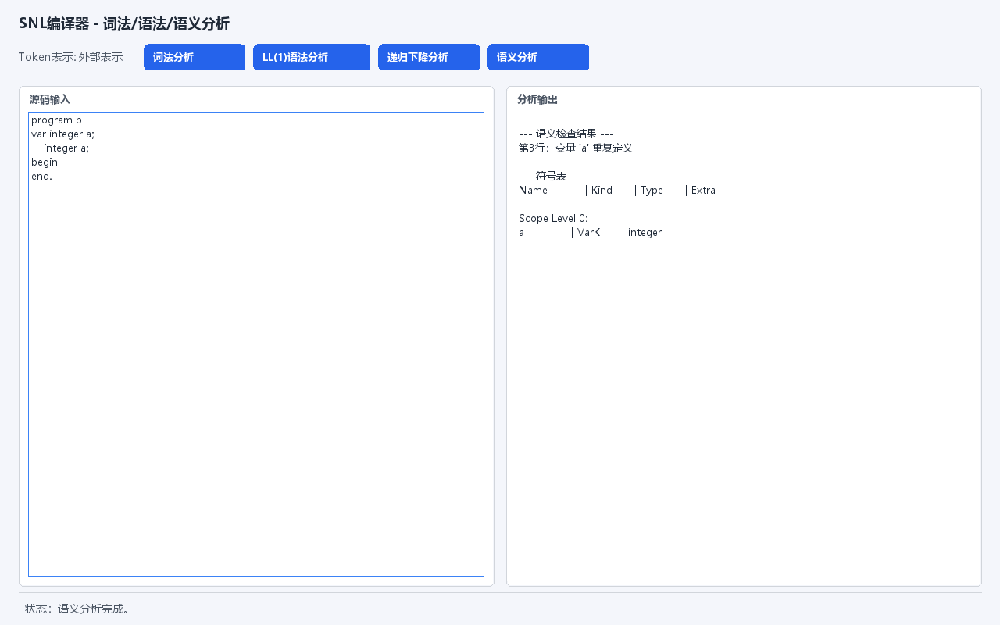 SNL编译器 - 词法/语法/语义分析
Token表示: 外部表示 词法分析 LL(1)语法分析 递归下降分析 语义分析
源码输入
program p
var integer a;
    integer a;
begin
end.
分析输出
--- 语义检查结果 ---
第3行：变量 'a' 重复定义
--- 符号表 ---
Name | Kind | Type | Extra
------------------------------------------------------------
Scope Level 0:
a | VarK | integer
状态：语义分析完成。